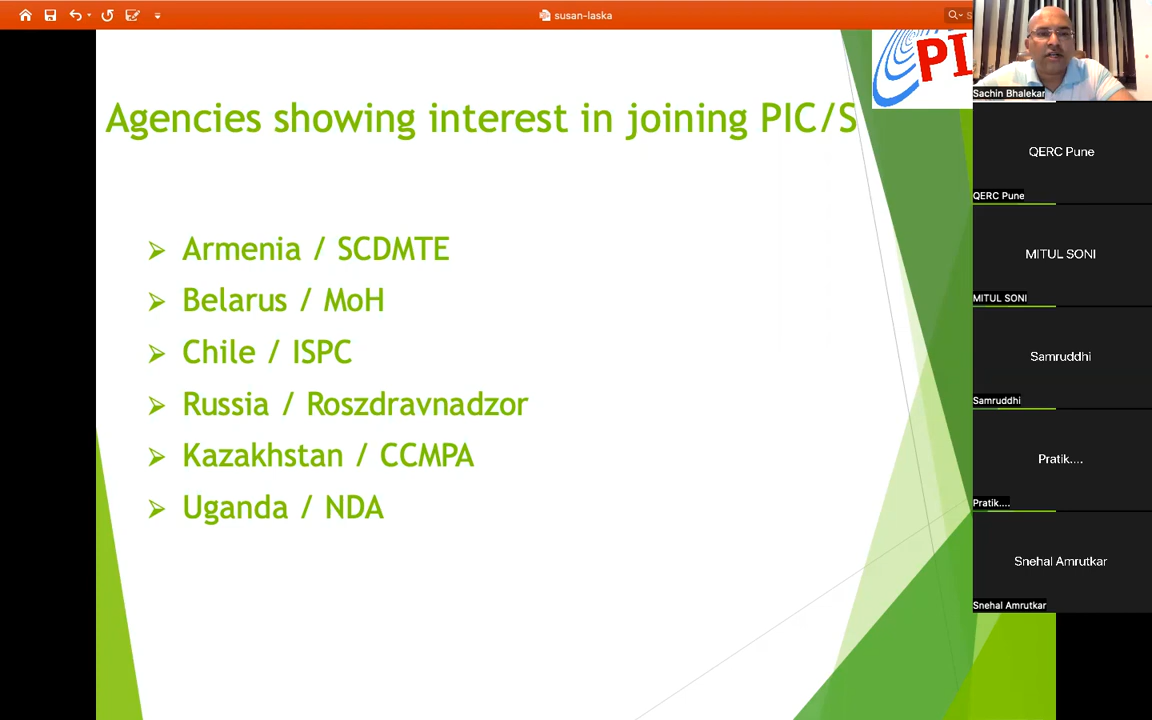 susan-laska
S
PI
Agencies showing interest in joining PIC/S
Armenia / SCDMTE
Belarus / MoH
Chile / ISPC
Russia / Roszdravnadzor
Kazakhstan / CCMPA
Uganda / NDA
Sachin Bhalekar
QERC Pune
QERC Pune
MITUL SONI
MITUL SONI
Samruddhi
Samruddhi
Pratik....
Pratik....
Snehal Amrutkar
Snehal Amrutkar